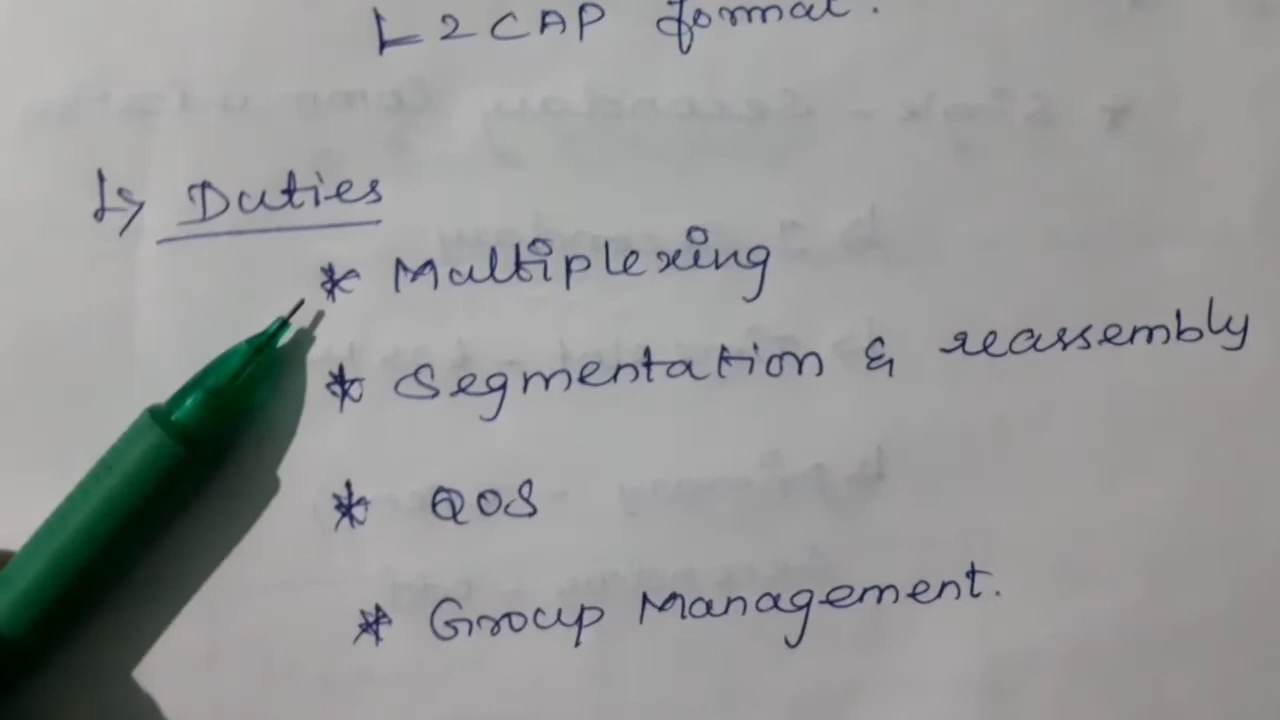 L2CAP format.
↳ Duties
* Multiplexing
* Segmentation & reassembly
* QOS
* Group Management.